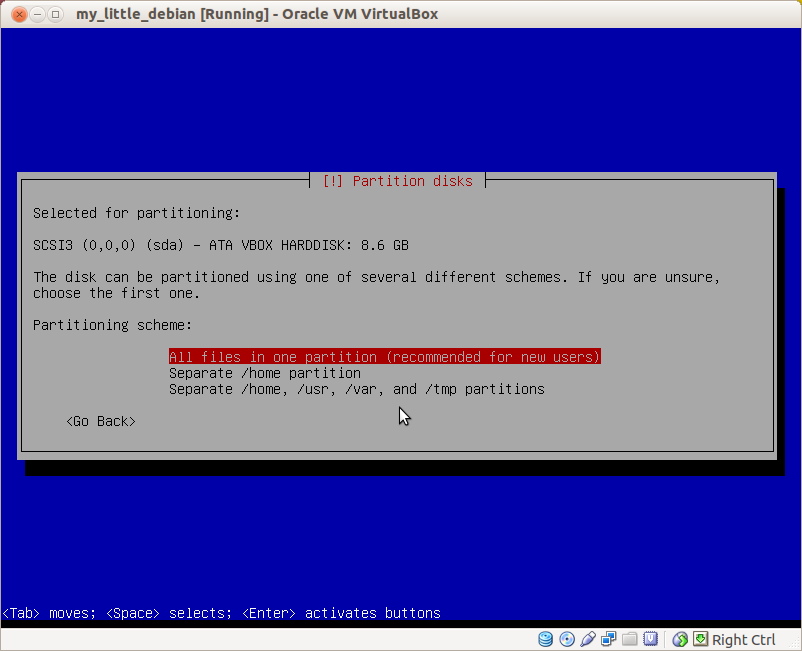 my_little_debian [Running] - Oracle VM VirtualBox
[!] Partition disks
Selected for partitioning:
SCSI3 (0,0,0) (sda) - ATA VBOX HARDDISK: 8.6 GB
The disk can be partitioned using one of several different schemes. If you are unsure,
choose the first one.
Partitioning scheme:
All files in one partition (recommended for new users)
Separate /home partition
Separate /home, /usr, /var, and /tmp partitions
<Go Back>
<Tab> moves; <Space> selects; <Enter> activates buttons
Right Ctrl